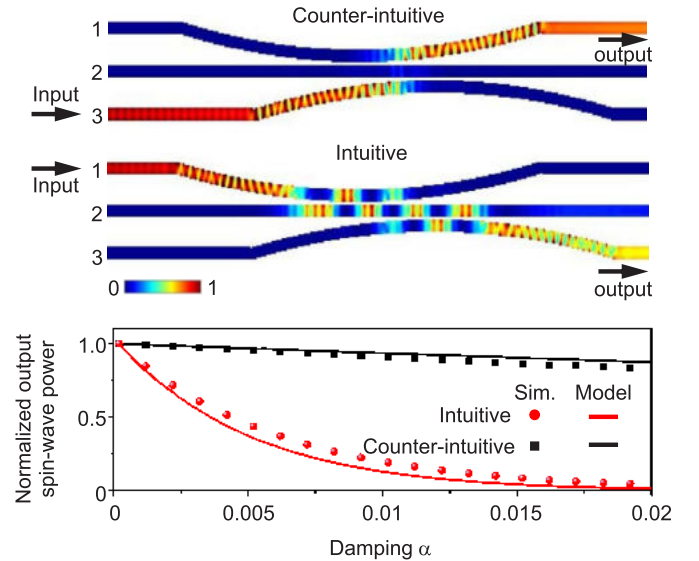 Counter-intuitive
1
output
2
Input
3
Intuitive
1
Input
2
3
0 1
output
Normalized output
spin-wave power
1.0
0.5
0
Sim. Model
Intuitive
Counter-intuitive
0 0.005 0.01 0.015 0.02
Damping α